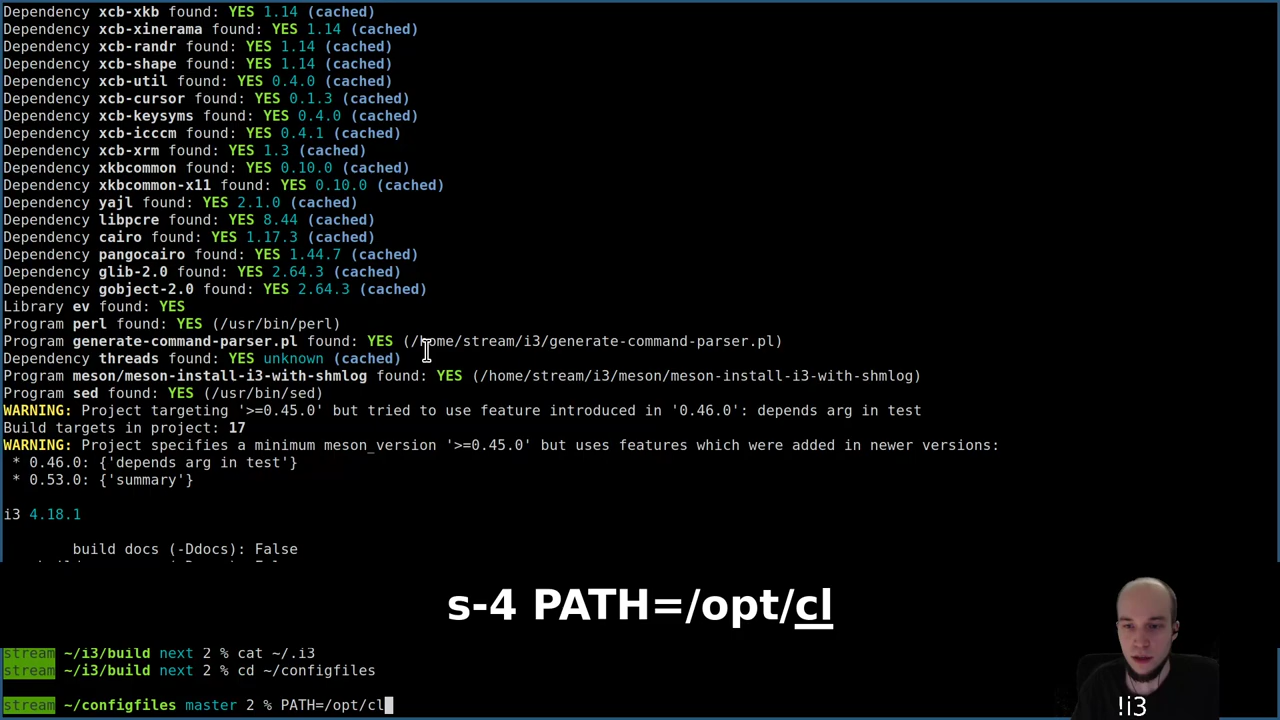 Dependency xcb-xkb found: YES 1.14 (cached)
Dependency xcb-xinerama found: YES 1.14 (cached)
Dependency xcb-randr found: YES 1.14 (cached)
Dependency xcb-shape found: YES 1.14 (cached)
Dependency xcb-util found: YES 0.4.0 (cached)
Dependency xcb-cursor found: YES 0.1.3 (cached)
Dependency xcb-keysyms found: YES 0.4.0 (cached)
Dependency xcb-icccm found: YES 0.4.1 (cached)
Dependency xcb-xrm found: YES 1.3 (cached)
Dependency xkbcommon found: YES 0.10.0 (cached)
Dependency xkbcommon-x11 found: YES 0.10.0 (cached)
Dependency yajl found: YES 2.1.0 (cached)
Dependency libpcre found: YES 8.44 (cached)
Dependency cairo found: YES 1.17.3 (cached)
Dependency pangocairo found: YES 1.44.7 (cached)
Dependency glib-2.0 found: YES 2.64.3 (cached)
Dependency gobject-2.0 found: YES 2.64.3 (cached)
Library ev found: YES
Program perl found: YES (/usr/bin/perl)
Program generate-command-parser.pl found: YES (/home/stream/i3/generate-command-parser.pl)
Dependency threads found: YES unknown (cached)
Program meson/meson-install-i3-with-shmlog found: YES (/home/stream/i3/meson/meson-install-i3-with-shmlog)
Program sed found: YES (/usr/bin/sed)
WARNING: Project targeting '>=0.45.0' but tried to use feature introduced in '0.46.0': depends arg in test
Build targets in project: 17
WARNING: Project specifies a minimum meson_version '>=0.45.0' but uses features which were added in newer versions:
* 0.46.0: {'depends arg in test'}
* 0.53.0: {'summary'}
i3 4.18.1
build docs (-Ddocs): False
s-4 PATH=/opt/cl
stream ~/i3/build next 2 % cat ~/.i3
stream ~/i3/build next 2 % cd ~/configfiles
stream ~/configfiles master 2 % PATH=/opt/cl
!i3